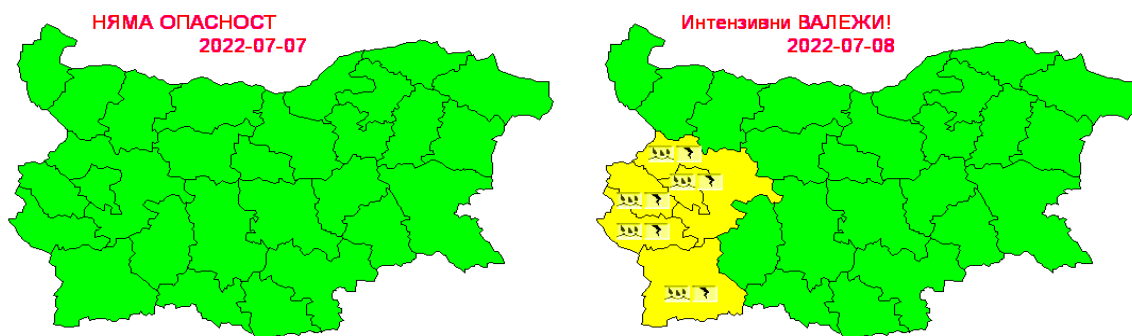 НЯМА ОПАСНОСТ
2022-07-07
Интензивни ВАЛЕЖИ!
2022-07-08